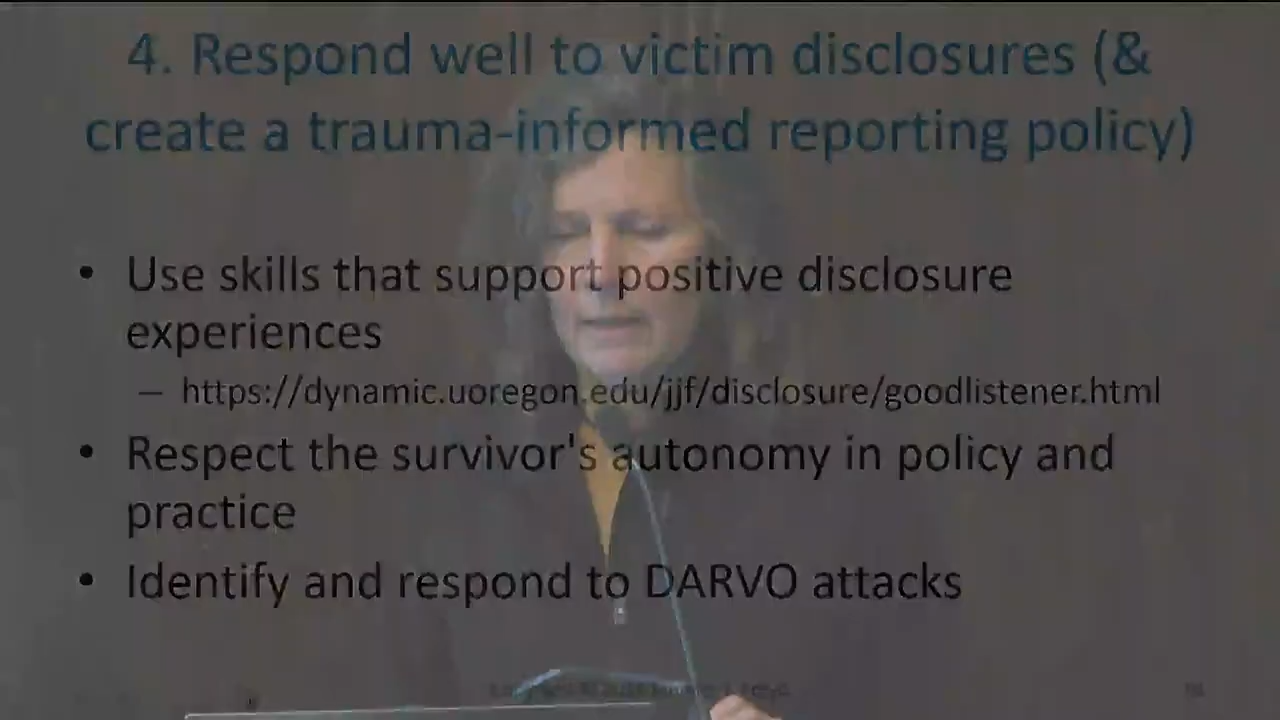 4. Respond well to victim disclosures (&
create a trauma-informed reporting policy)
• Use skills that support positive disclosure
experiences
– https://dynamic.uoregon.edu/jjf/disclosure/goodlistener.html
• Respect the survivor's autonomy in policy and
practice
• Identify and respond to DARVO attacks